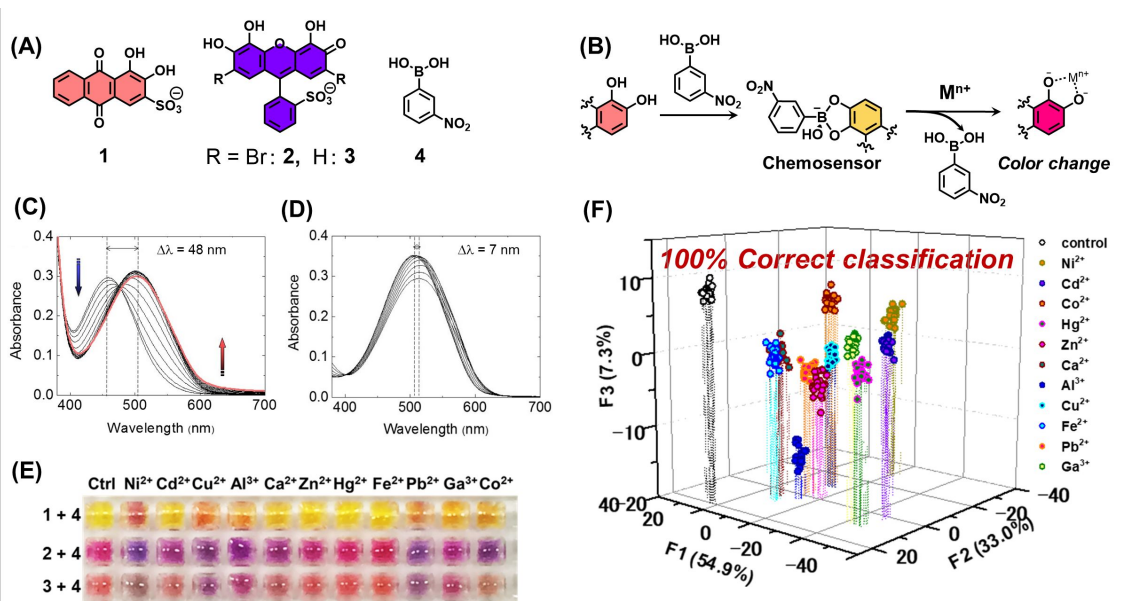 (A)
O
OH
OH
SO3⊖
O
1
OH
OH
HO
O
O
R
R
SO3⊖
R = Br: 2, H: 3
HO OH
B
NO2
4
(B)
OH
OH
HO OH
B
NO2
NO2
B
O
O
HO
Chemosensor
Mn+
HO OH
B
NO2
O-
Mn+
O-
Color change
(C)
Δλ = 48 nm
Absorbance
0.4
0.3
0.2
0.1
0.0
400 500 600 700
Wavelength (nm)
(D)
Δλ = 7 nm
Absorbance
0.4
0.3
0.2
0.1
0.0
400 500 600 700
Wavelength (nm)
(E)
Ctrl Ni2+ Cd2+ Cu2+ Al3+ Ca2+ Zn2+ Hg2+ Fe2+ Pb2+ Ga3+ Co2+
1 + 4
2 + 4
3 + 4
(F)
100% Correct classification
F3 (7.3%)
10
0
−10
−20
40
20
0
−20
−40
F1 (54.9%)
20
0
−20
−40
F2 (33.0%)
control
Ni2+
Cd2+
Co2+
Hg2+
Zn2+
Ca2+
Al3+
Cu2+
Fe2+
Pb2+
Ga3+